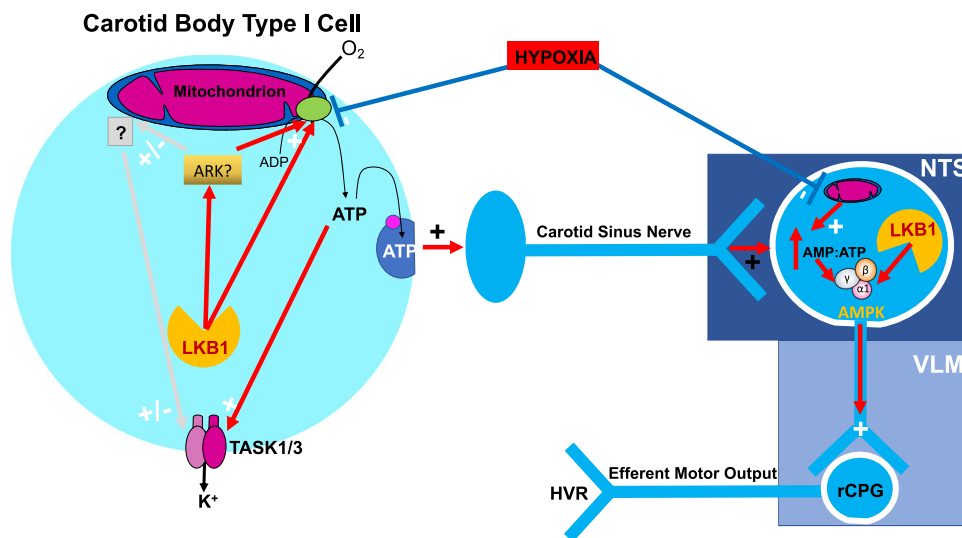 Carotid Body Type I Cell
O₂
HYPOXIA
Mitochondrion
?
+/-
+
-
ADP
ARK?
ATP
ATP
+
Carotid Sinus Nerve
+
NTS
-
+
LKB1
AMP:ATP
β
γ
α1
AMPK
LKB1
+/-
+
TASK1/3
K⁺
VLM
+
Efferent Motor Output
HVR
rCPG